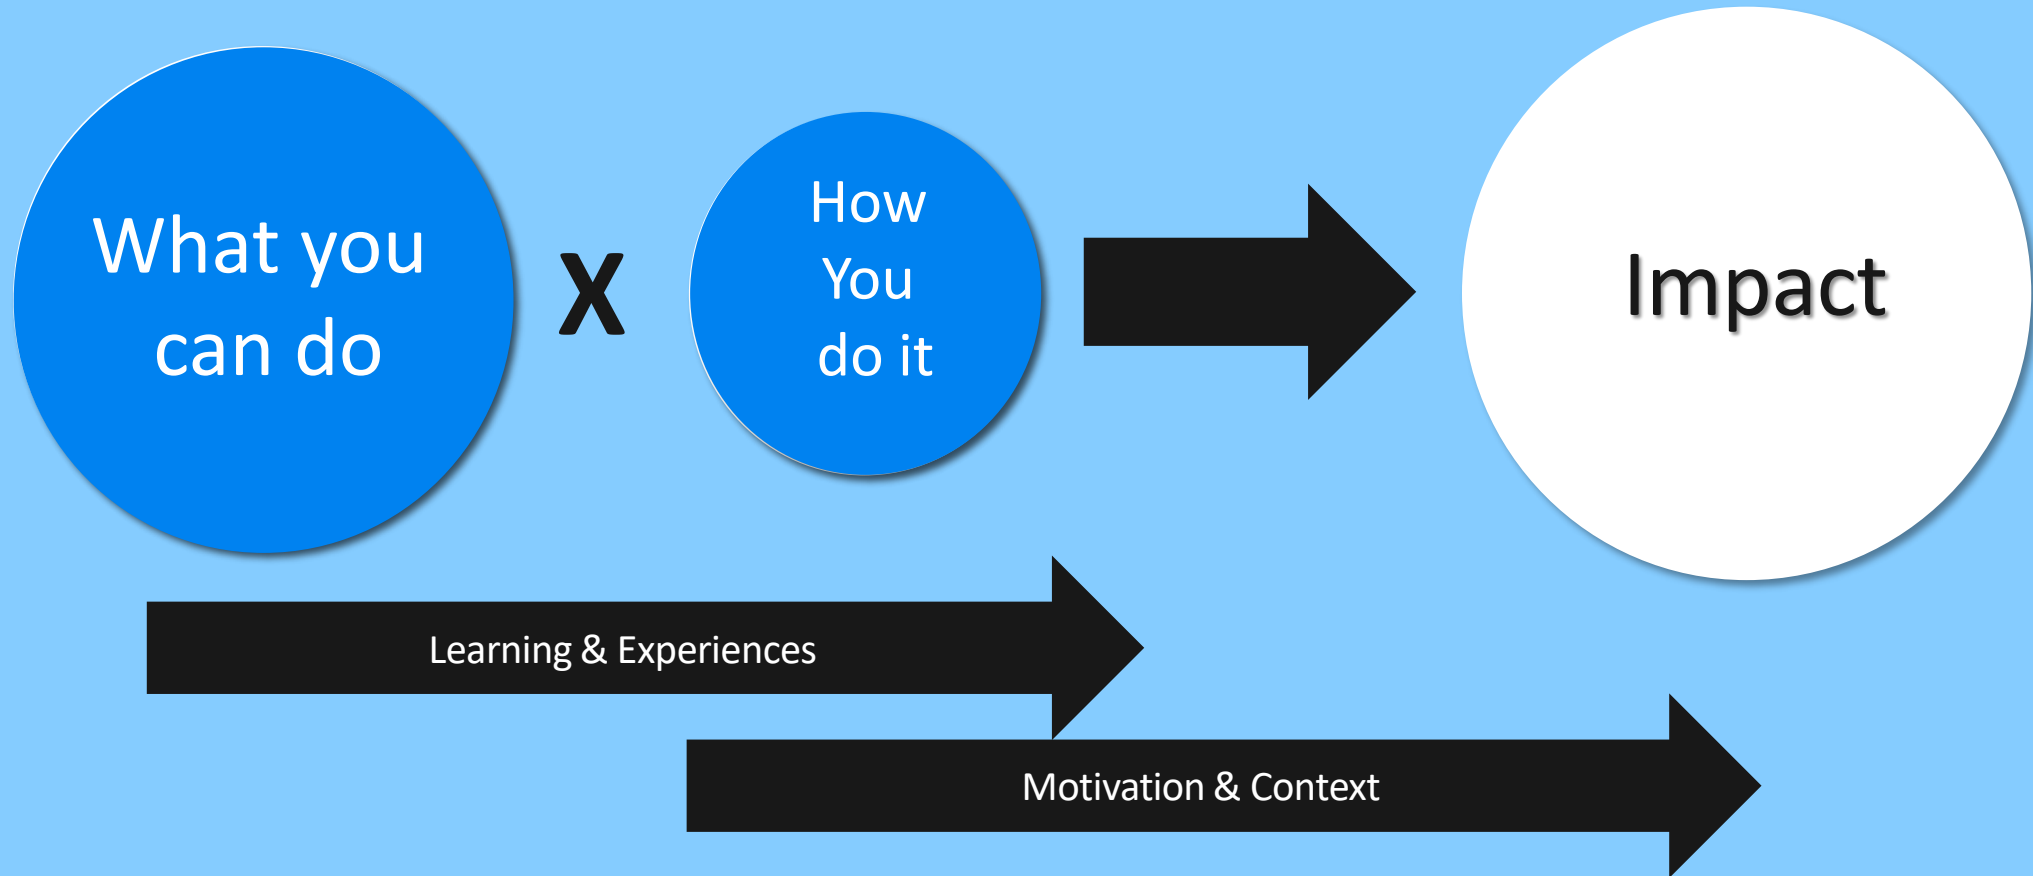 What you
can do
X
How
You
do it
Impact
Learning & Experiences
Motivation & Context